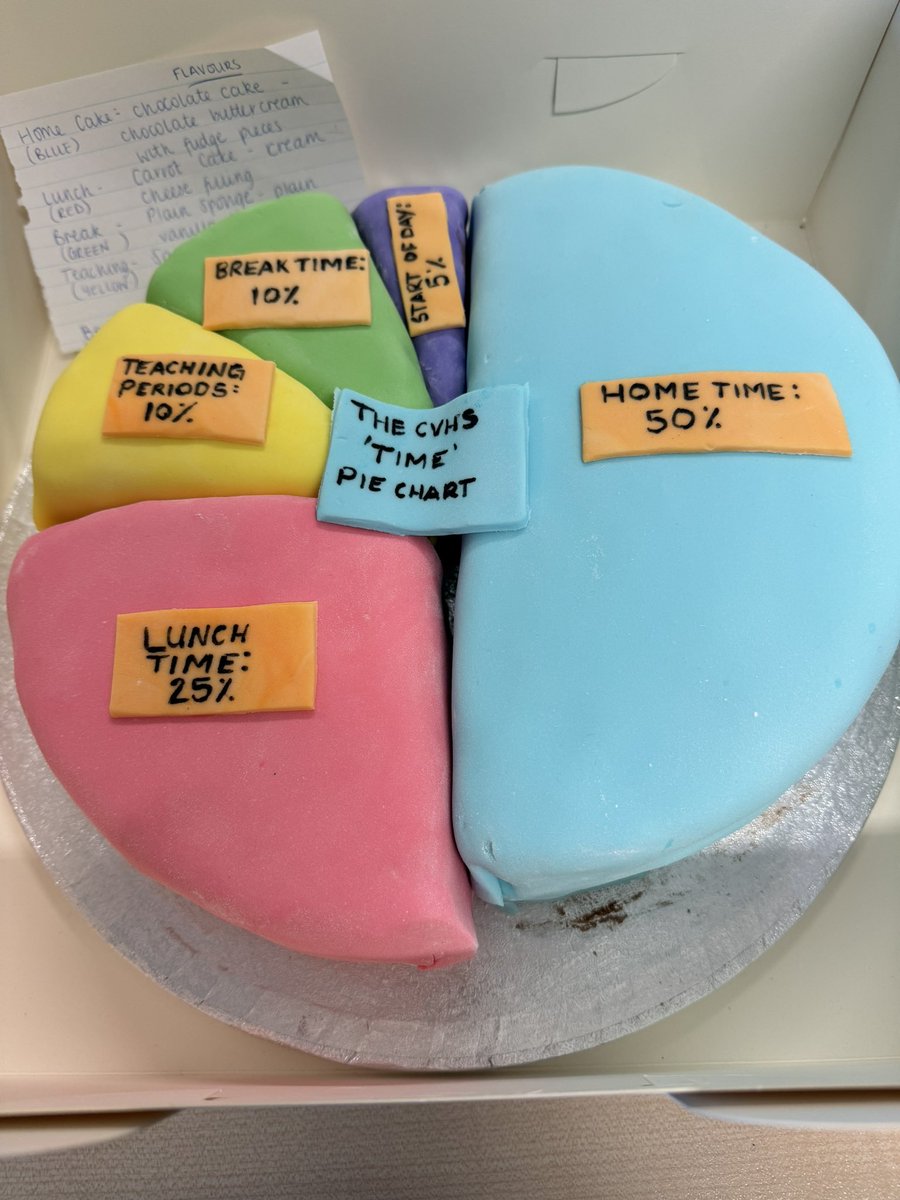 FLAVOURS
Home Cake: chocolate cake -
(BLUE) chocolate buttercream
with fudge pieces
Lunch - Carrot Cake - cream
(RED) cheese filling
Break - Plain sponge - plain
(GREEN) vanilla
Teaching -
(YELLOW)
START OF DAY:
5%
BREAK TIME:
10%
TEACHING
PERIODS:
10%
HOME TIME:
50%
THE CVHS
'TIME'
PIE CHART
LUNCH
TIME:
25%